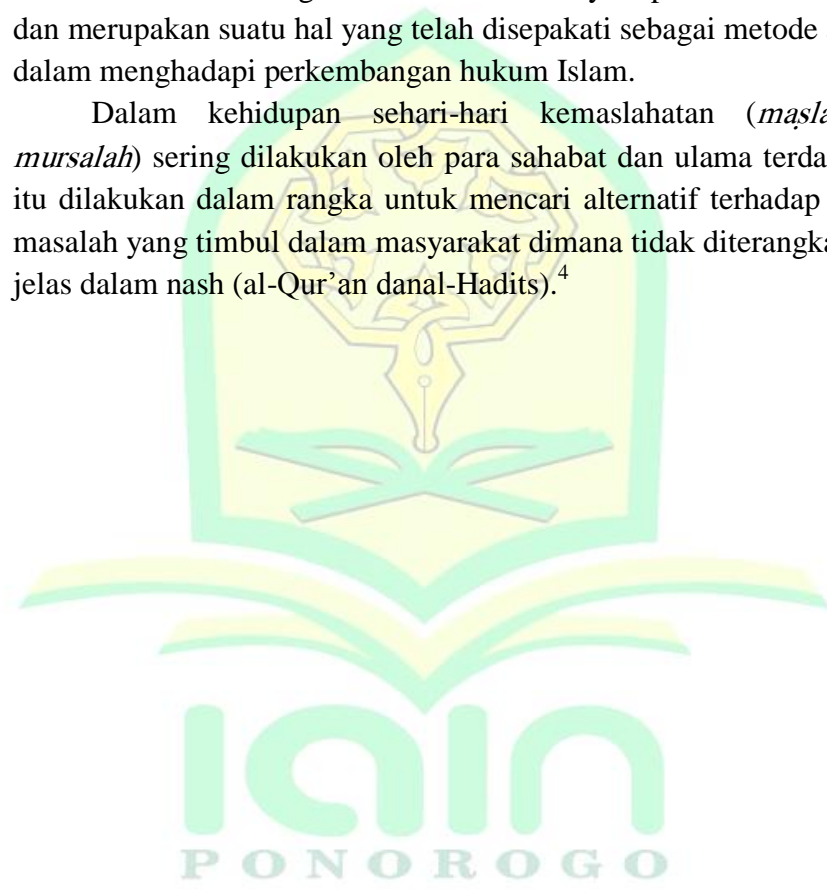 dan merupakan suatu hal yang telah disepakati sebagai metode
dalam menghadapi perkembangan hukum Islam.
Dalam kehidupan sehari-hari kemaslahatan (maṣla
mursalah) sering dilakukan oleh para sahabat dan ulama terda
itu dilakukan dalam rangka untuk mencari alternatif terhadap
masalah yang timbul dalam masyarakat dimana tidak diterangka
jelas dalam nash (al-Qur’an danal-Hadits).⁴
iain
PONOROGO